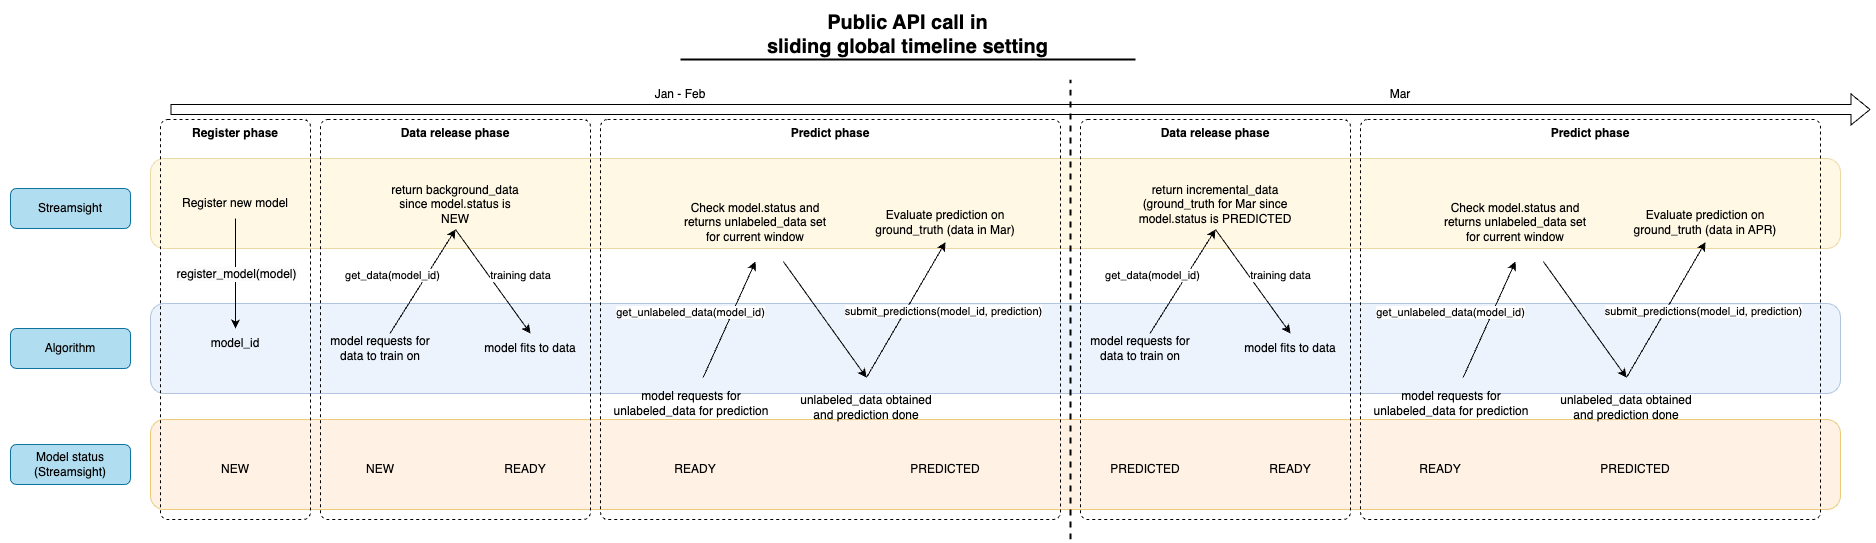 Public API call in
sliding global timeline setting
Jan - Feb
Mar
Register phase
Data release phase
Predict phase
Data release phase
Predict phase
Streamsight
Register new model
return background_data
since model.status is
NEW
Check model.status and
returns unlabeled_data set
for current window
Evaluate prediction on
ground_truth (data in Mar)
return incremental_data
(ground_truth for Mar since
model.status is PREDICTED
Check model.status and
returns unlabeled_data set
for current window
Evaluate prediction on
ground_truth (data in APR)
register_model(model)
get_data(model_id)
training data
get_unlabeled_data(model_id)
submit_predictions(model_id, prediction)
get_data(model_id)
training data
get_unlabeled_data(model_id)
submit_predictions(model_id, prediction)
Algorithm
model_id
model requests for
data to train on
model fits to data
model requests for
unlabeled_data for prediction
unlabeled_data obtained
and prediction done
model requests for
data to train on
model fits to data
model requests for
unlabeled_data for prediction
unlabeled_data obtained
and prediction done
Model status
(Streamsight)
NEW
NEW
READY
READY
PREDICTED
PREDICTED
READY
READY
PREDICTED